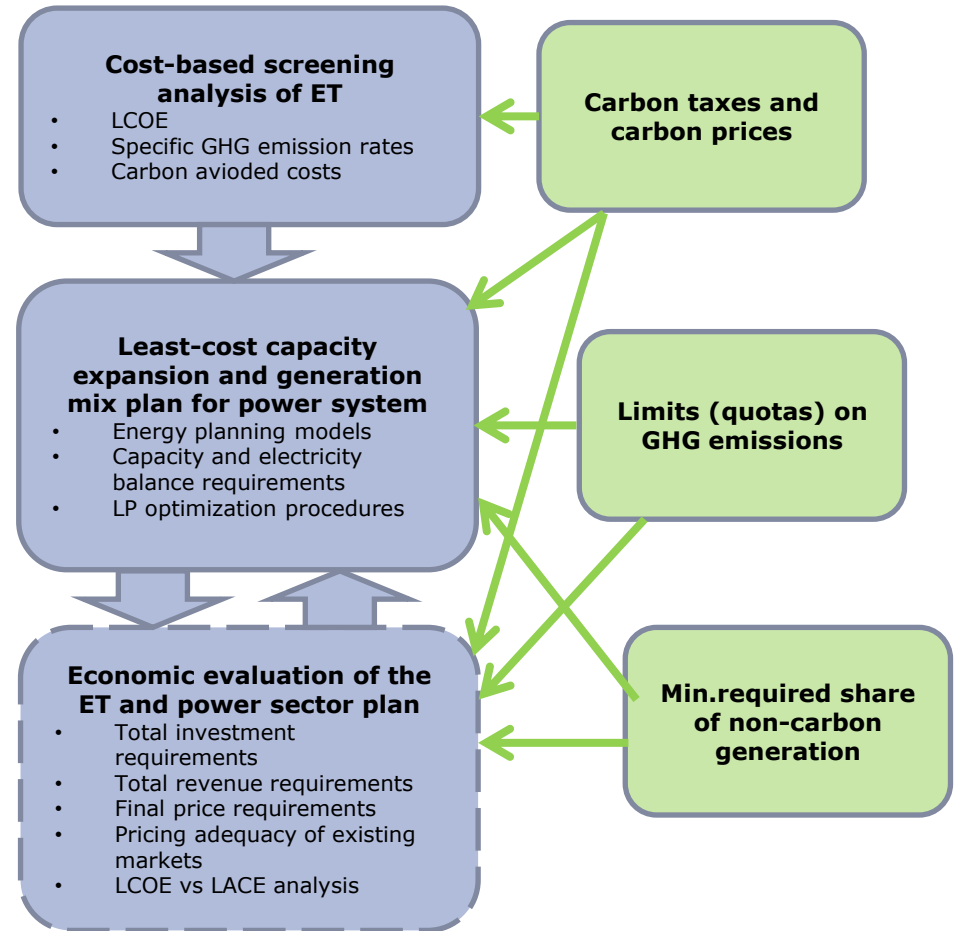 Cost-based screening
analysis of ET
• LCOE
• Specific GHG emission rates
• Carbon avioded costs
Carbon taxes and
carbon prices
Least-cost capacity
expansion and generation
mix plan for power system
• Energy planning models
• Capacity and electricity
balance requirements
• LP optimization procedures
Limits (quotas) on
GHG emissions
Economic evaluation of the
ET and power sector plan
• Total investment
requirements
• Total revenue requirements
• Final price requirements
• Pricing adequacy of existing
markets
• LCOE vs LACE analysis
Min.required share
of non-carbon
generation